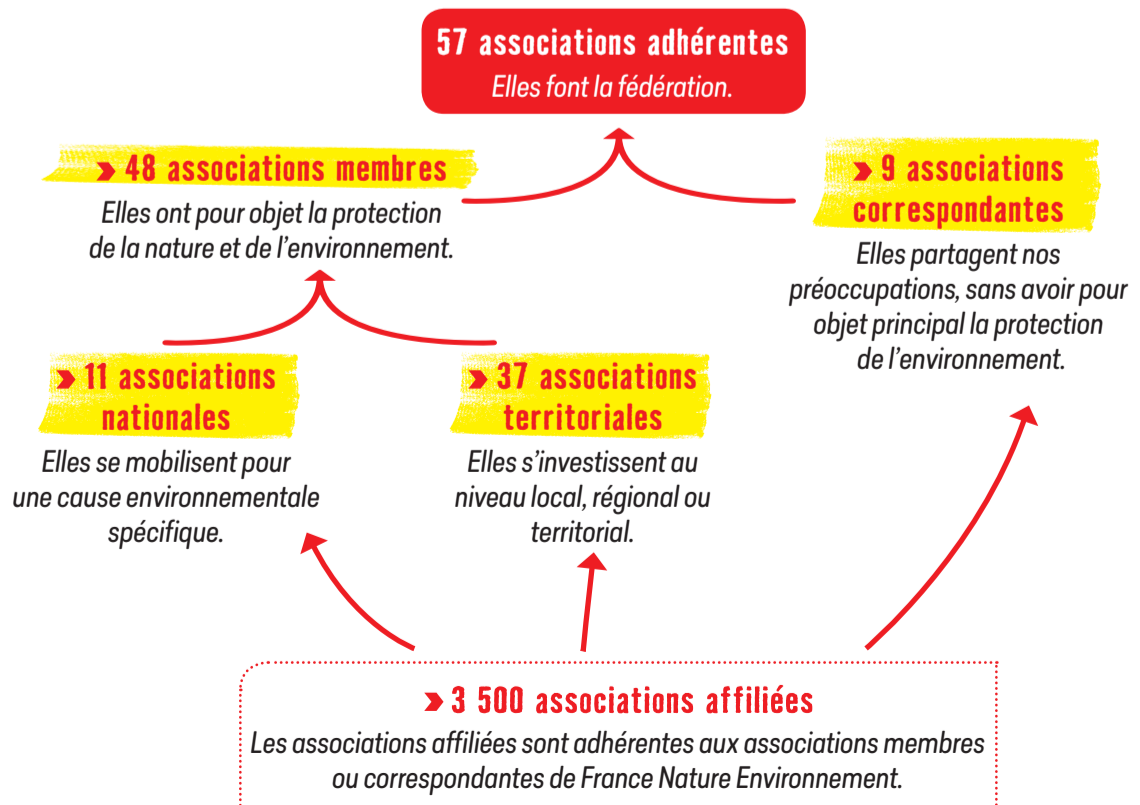 57 associations adhérentes
Elles font la fédération.
48 associations membres
Elles ont pour objet la protection
de la nature et de l'environnement.
9 associations
correspondantes
Elles partagent nos
préoccupations, sans avoir pour
objet principal la protection
de l'environnement.
11 associations
nationales
Elles se mobilisent pour
une cause environnementale
spécifique.
37 associations
territoriales
Elles s'investissent au
niveau local, régional ou
territorial.
3 500 associations affiliées
Les associations affiliées sont adhérentes aux associations membres
ou correspondantes de France Nature Environnement.